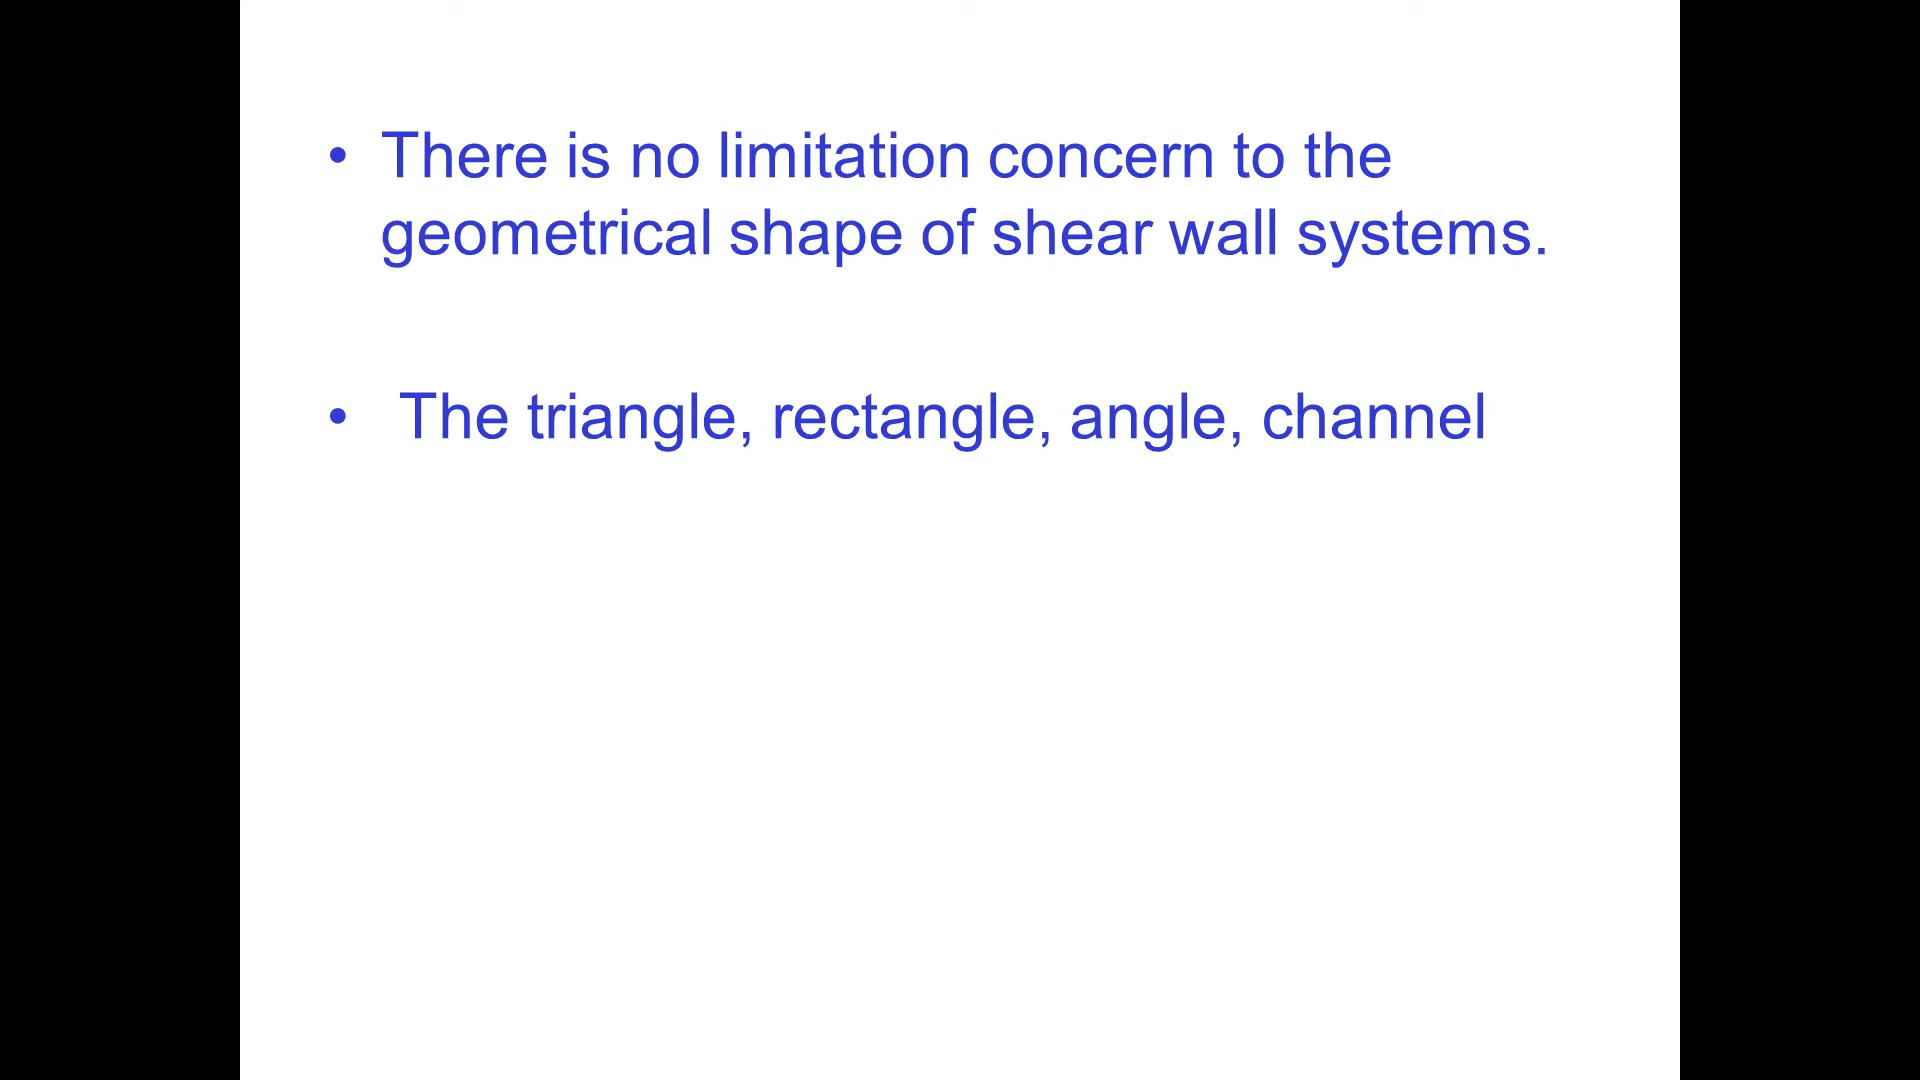 • There is no limitation concern to the
geometrical shape of shear wall systems.
• The triangle, rectangle, angle, channel